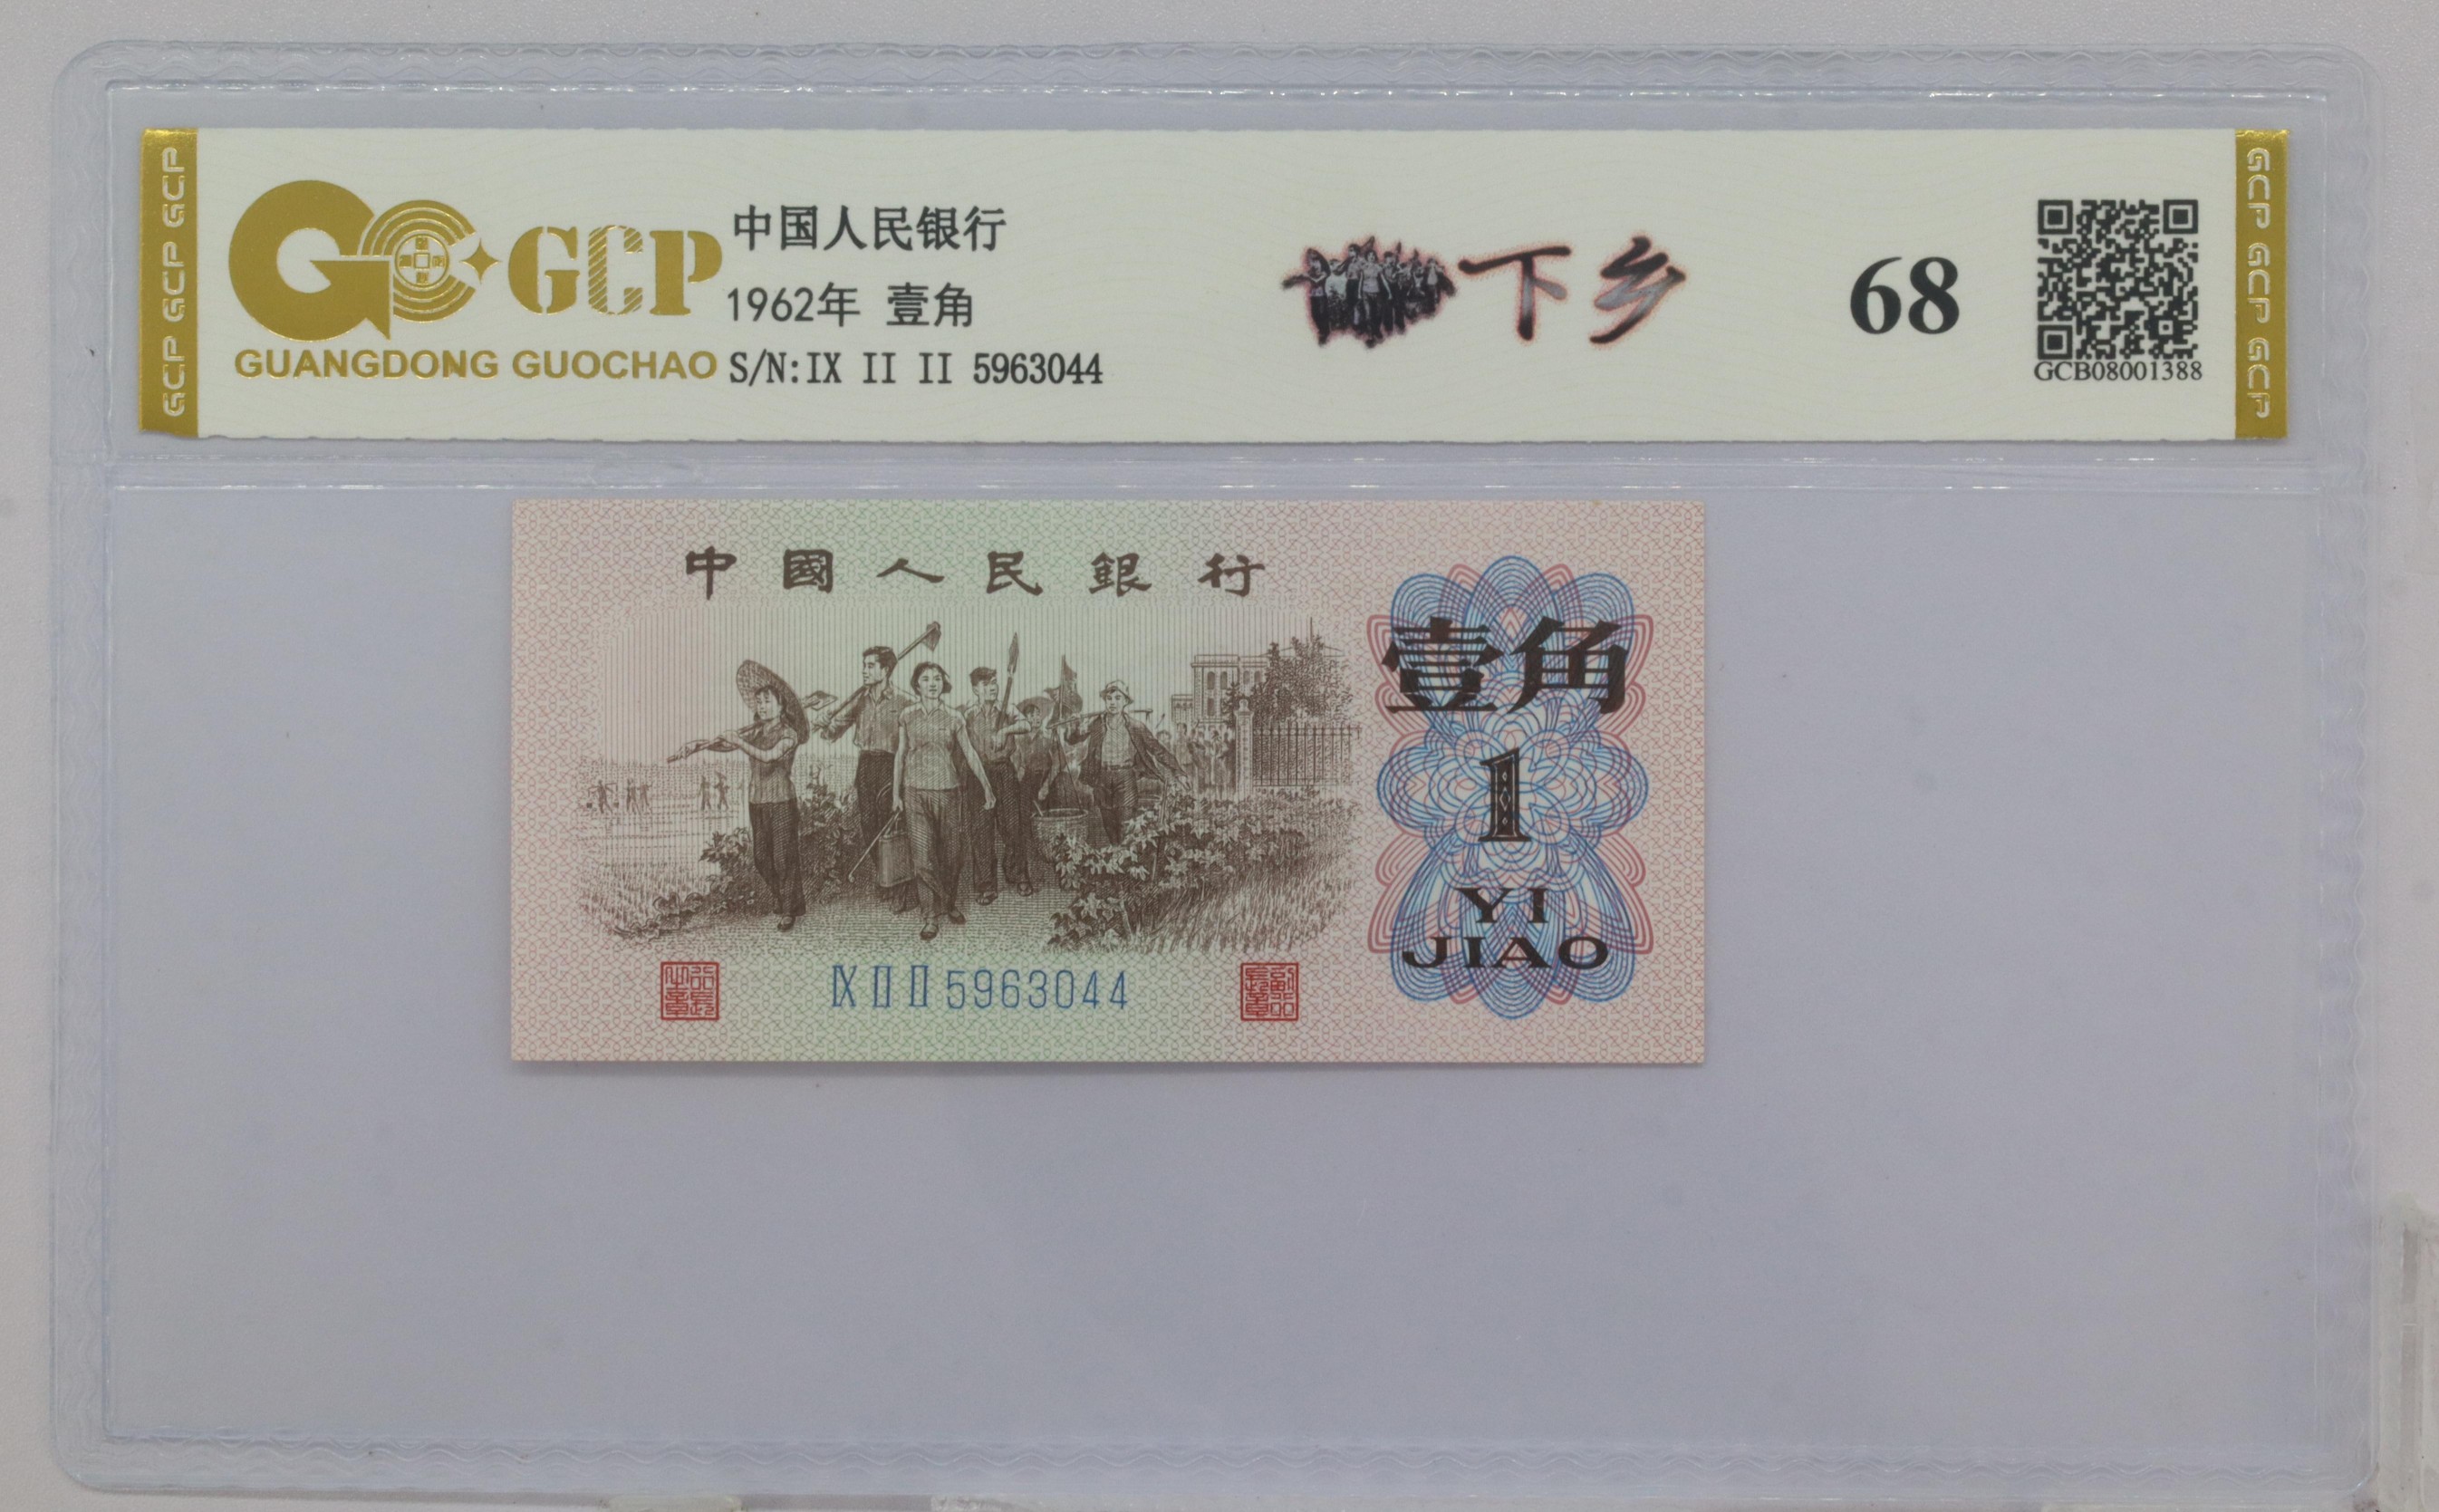 GCP GCP GCP
GCP
GUANGDONG GUOCHAO
中国人民银行
1962年 壹角
S/N:IX II II 5963044
下乡
68
GCB08001388
GCP GCP GCP
中國人民銀行
壹角
1
YI
JIAO
IX II II 5963044